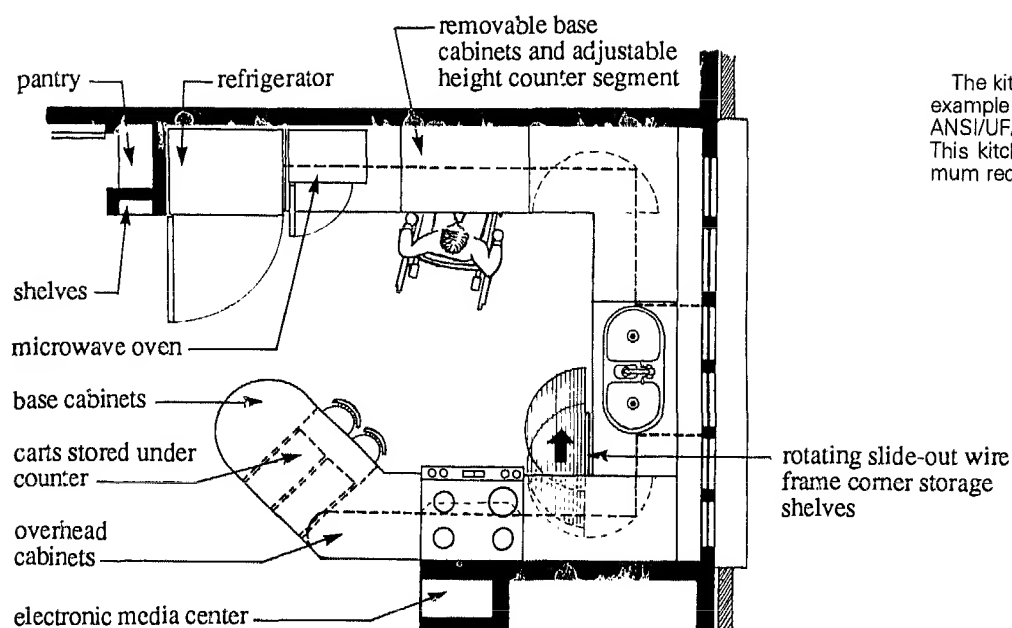 removable base
cabinets and adjustable
height counter segment
pantry
refrigerator
The kit
example
ANSI/UF
This kitch
mum rec
shelves
microwave oven
base cabinets
carts stored under
counter
overhead
cabinets
electronic media center
rotating slide-out wire
frame corner storage
shelves